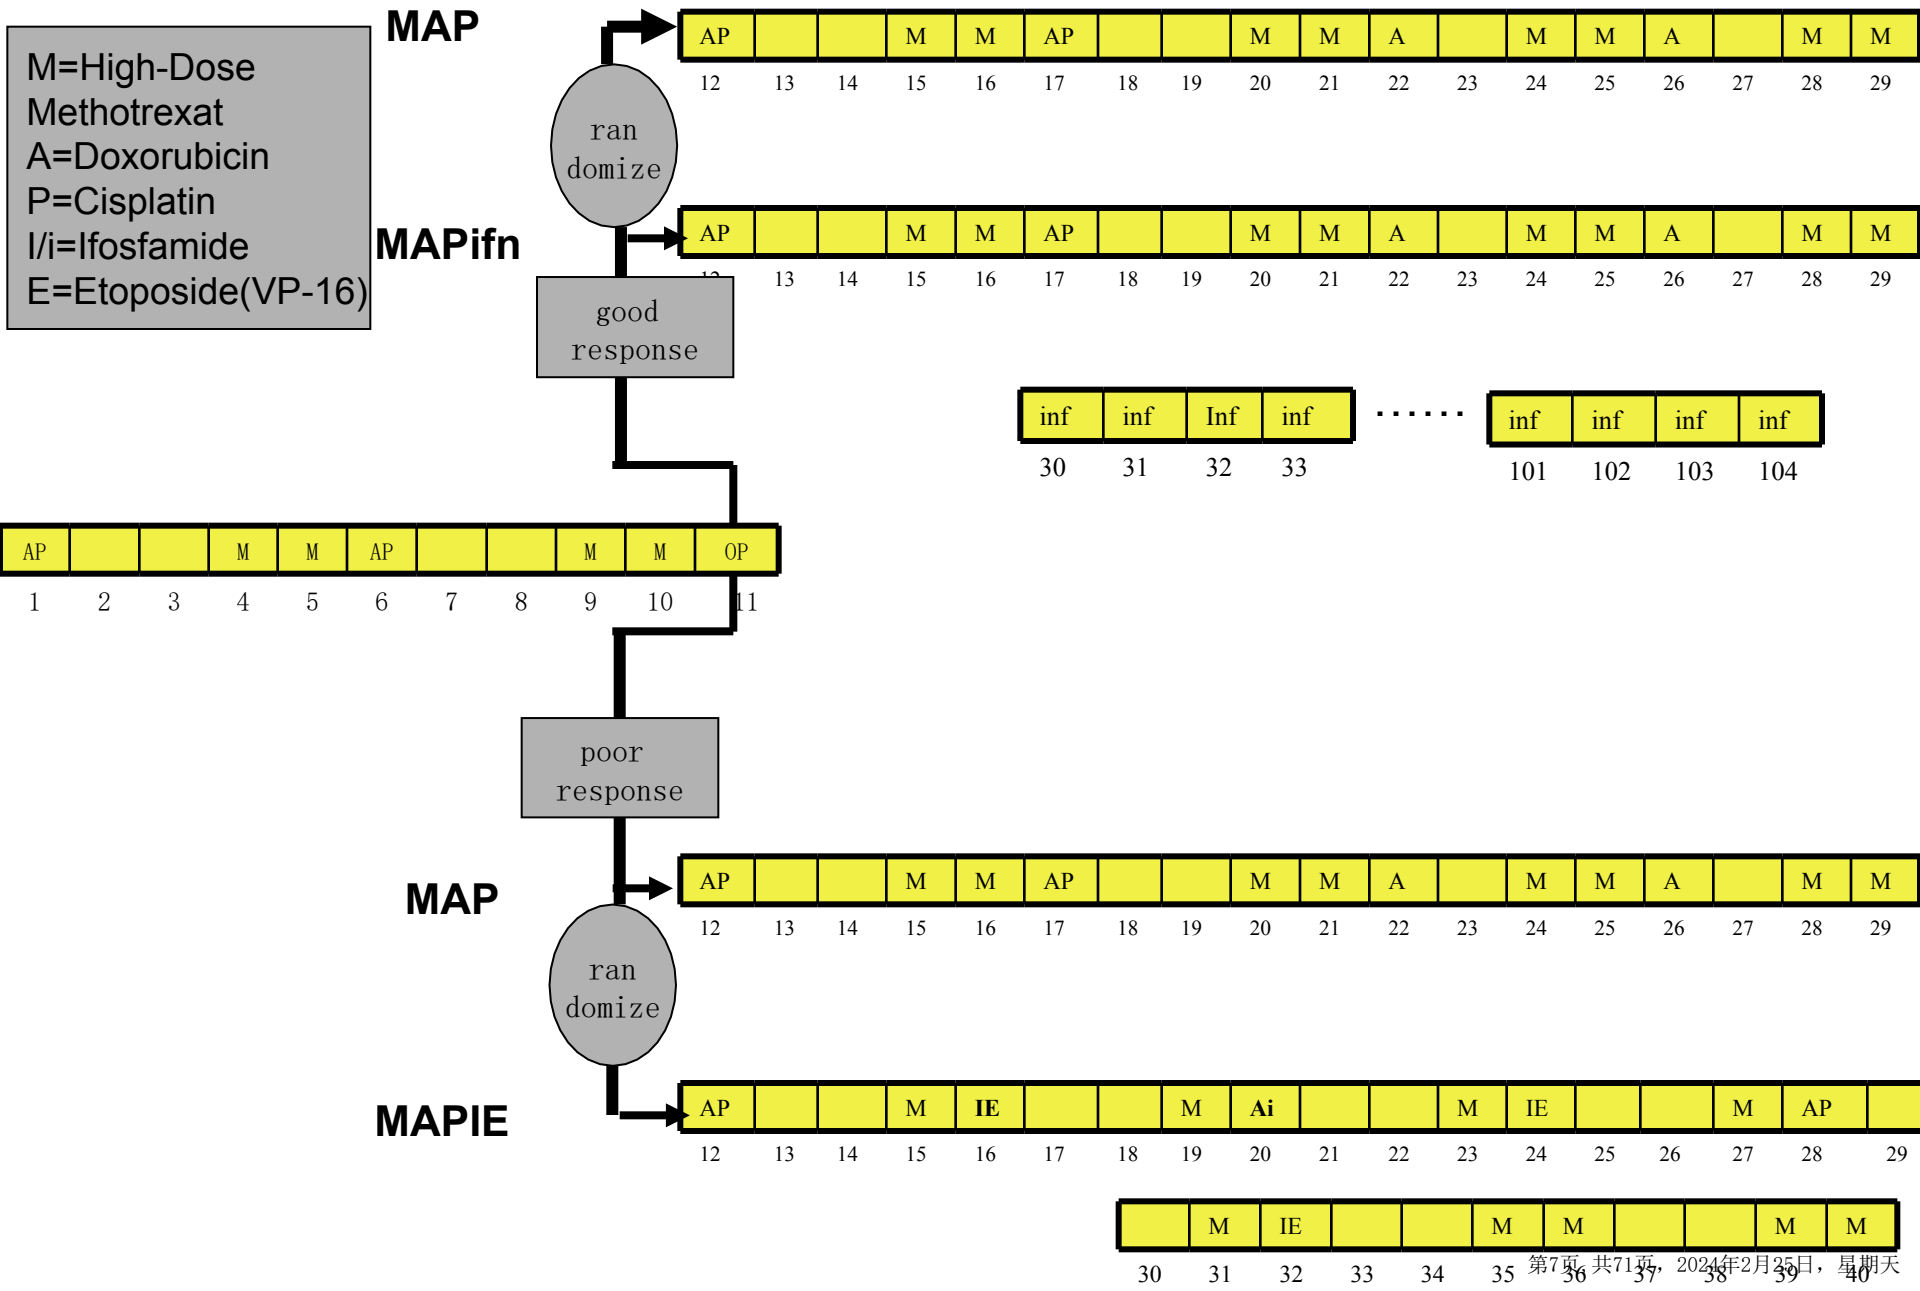 M=High-Dose
Methotrexat
A=Doxorubicin
P=Cisplatin
I/i=Ifosfamide
E=Etoposide(VP-16)
MAP
AP M M AP M M A M M A M M
12 13 14 15 16 17 18 19 20 21 22 23 24 25 26 27 28 29
ran
domize
MAPifn
AP M M AP M M A M M A M M
12 13 14 15 16 17 18 19 20 21 22 23 24 25 26 27 28 29
good
response
inf inf Inf inf ...... inf inf inf inf
30 31 32 33 101 102 103 104
AP M M AP M M OP
1 2 3 4 5 6 7 8 9 10 11
poor
response
MAP
AP M M AP M M A M M A M M
12 13 14 15 16 17 18 19 20 21 22 23 24 25 26 27 28 29
ran
domize
MAPIE
AP M IE M Ai M IE M AP
12 13 14 15 16 17 18 19 20 21 22 23 24 25 26 27 28 29
M IE M M M M
30 31 32 33 34 35 36 37 38 39 40
第7页，共71页，2024年2月25日，星期天